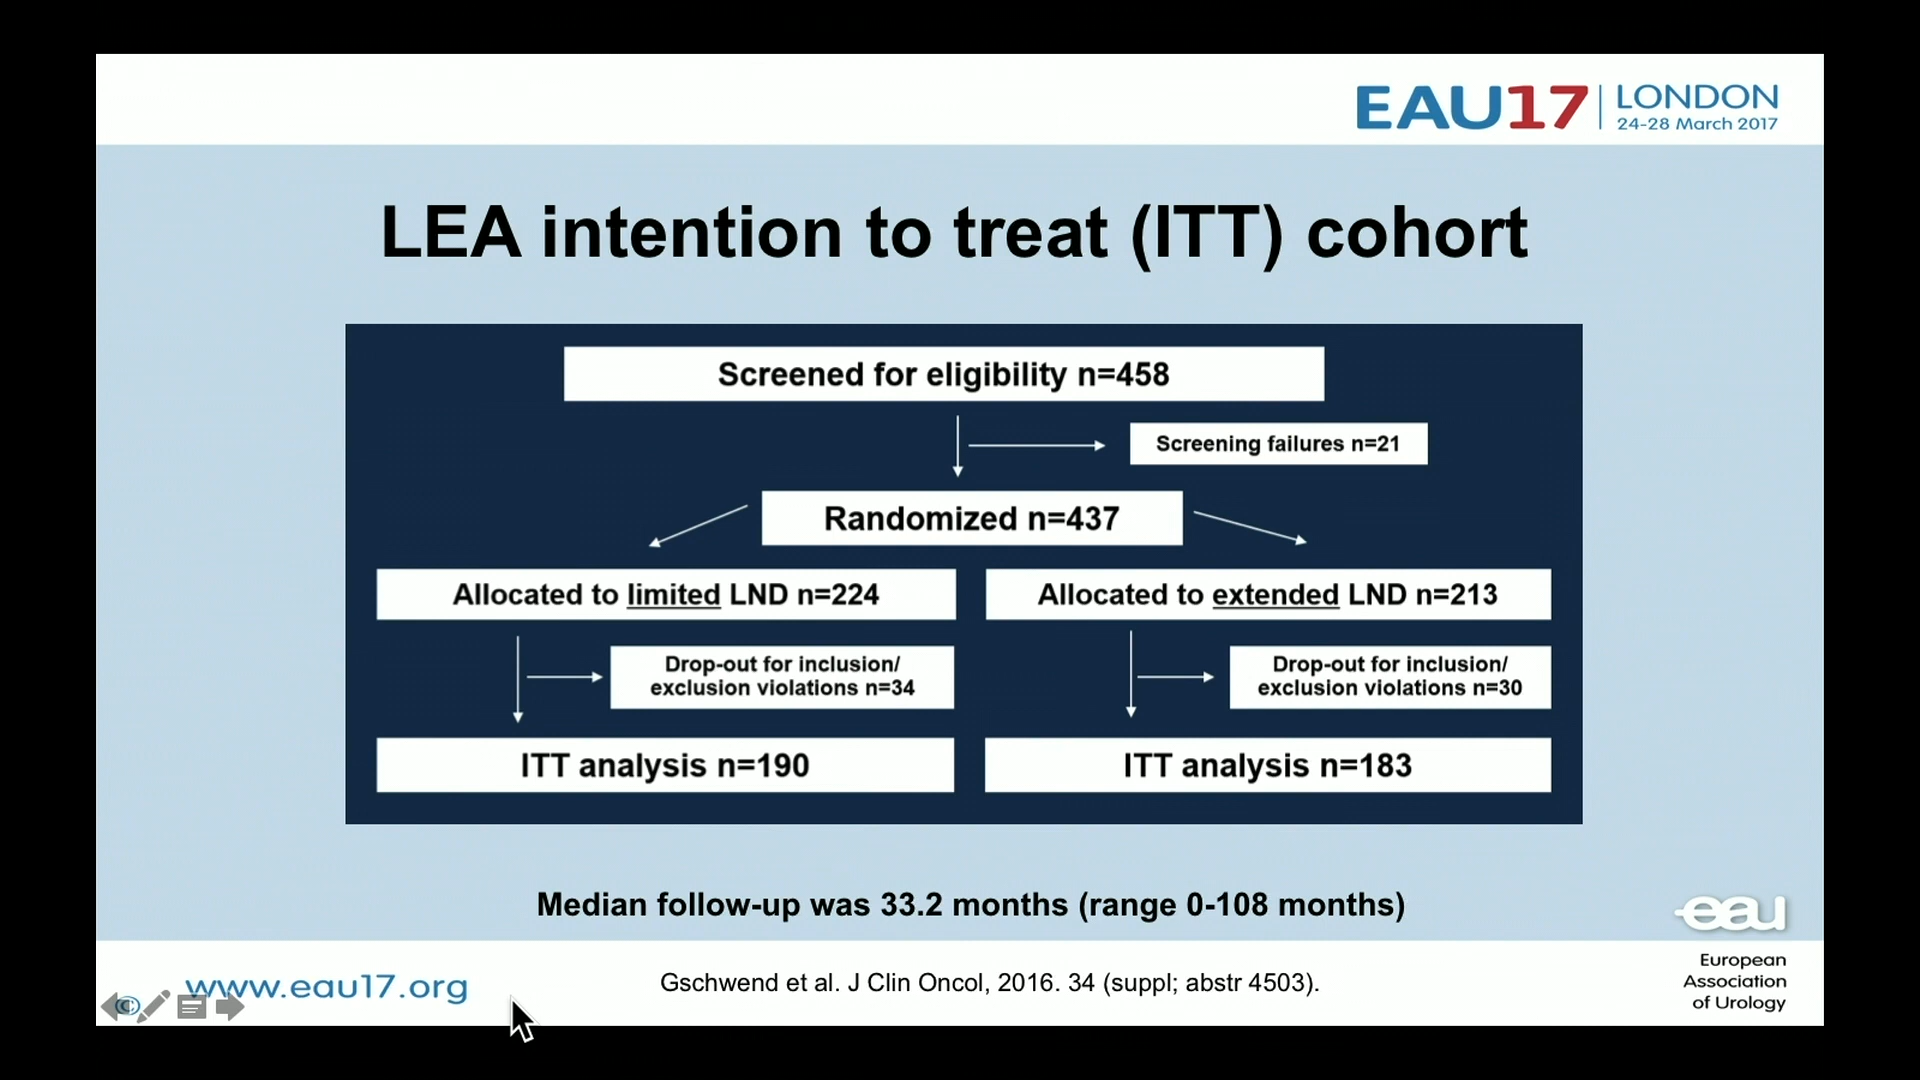 EAU17 LONDON
24-28 March 2017
LEA intention to treat (ITT) cohort
Screened for eligibility n=458
Screening failures n=21
Randomized n=437
Allocated to limited LND n=224
Allocated to extended LND n=213
Drop-out for inclusion/
exclusion violations n=34
Drop-out for inclusion/
exclusion violations n=30
ITT analysis n=190
ITT analysis n=183
Median follow-up was 33.2 months (range 0-108 months)
eau
European
Association
of Urology
© www.eau17.org
Gschwend et al. J Clin Oncol, 2016. 34 (suppl; abstr 4503).